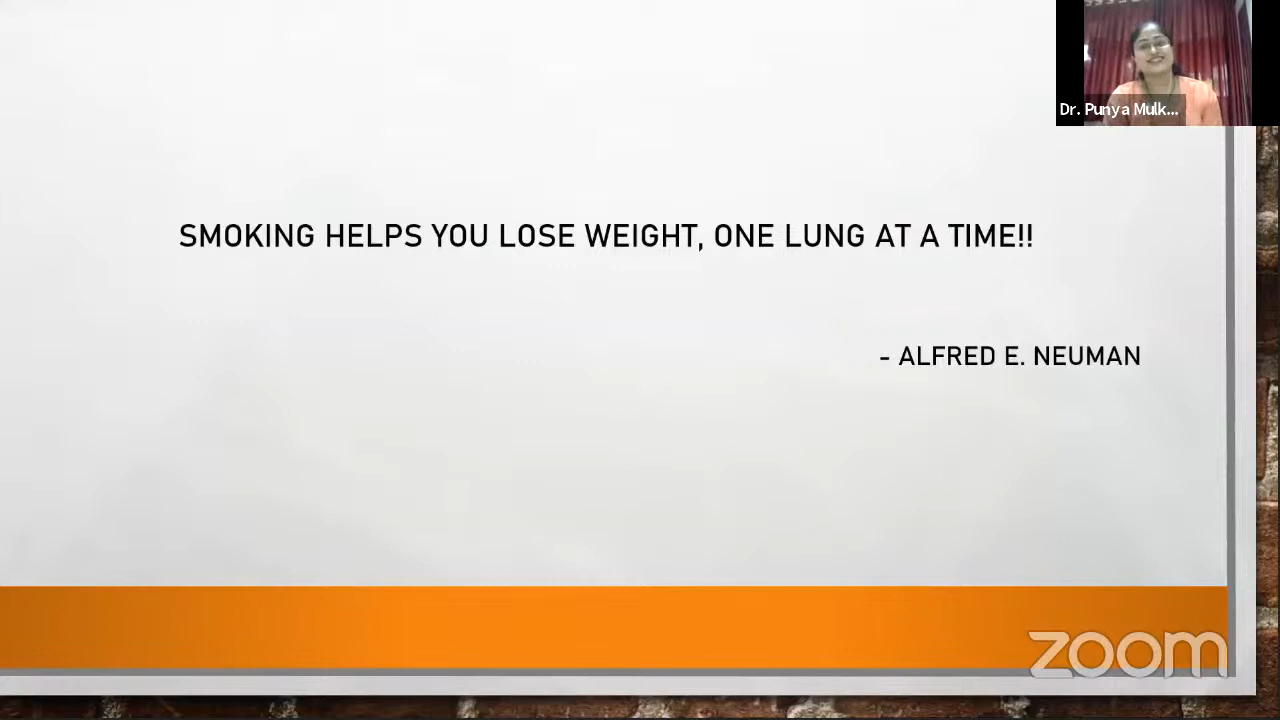 Dr. Punya Mulk...
SMOKING HELPS YOU LOSE WEIGHT, ONE LUNG AT A TIME!!
- ALFRED E. NEUMAN
zoom